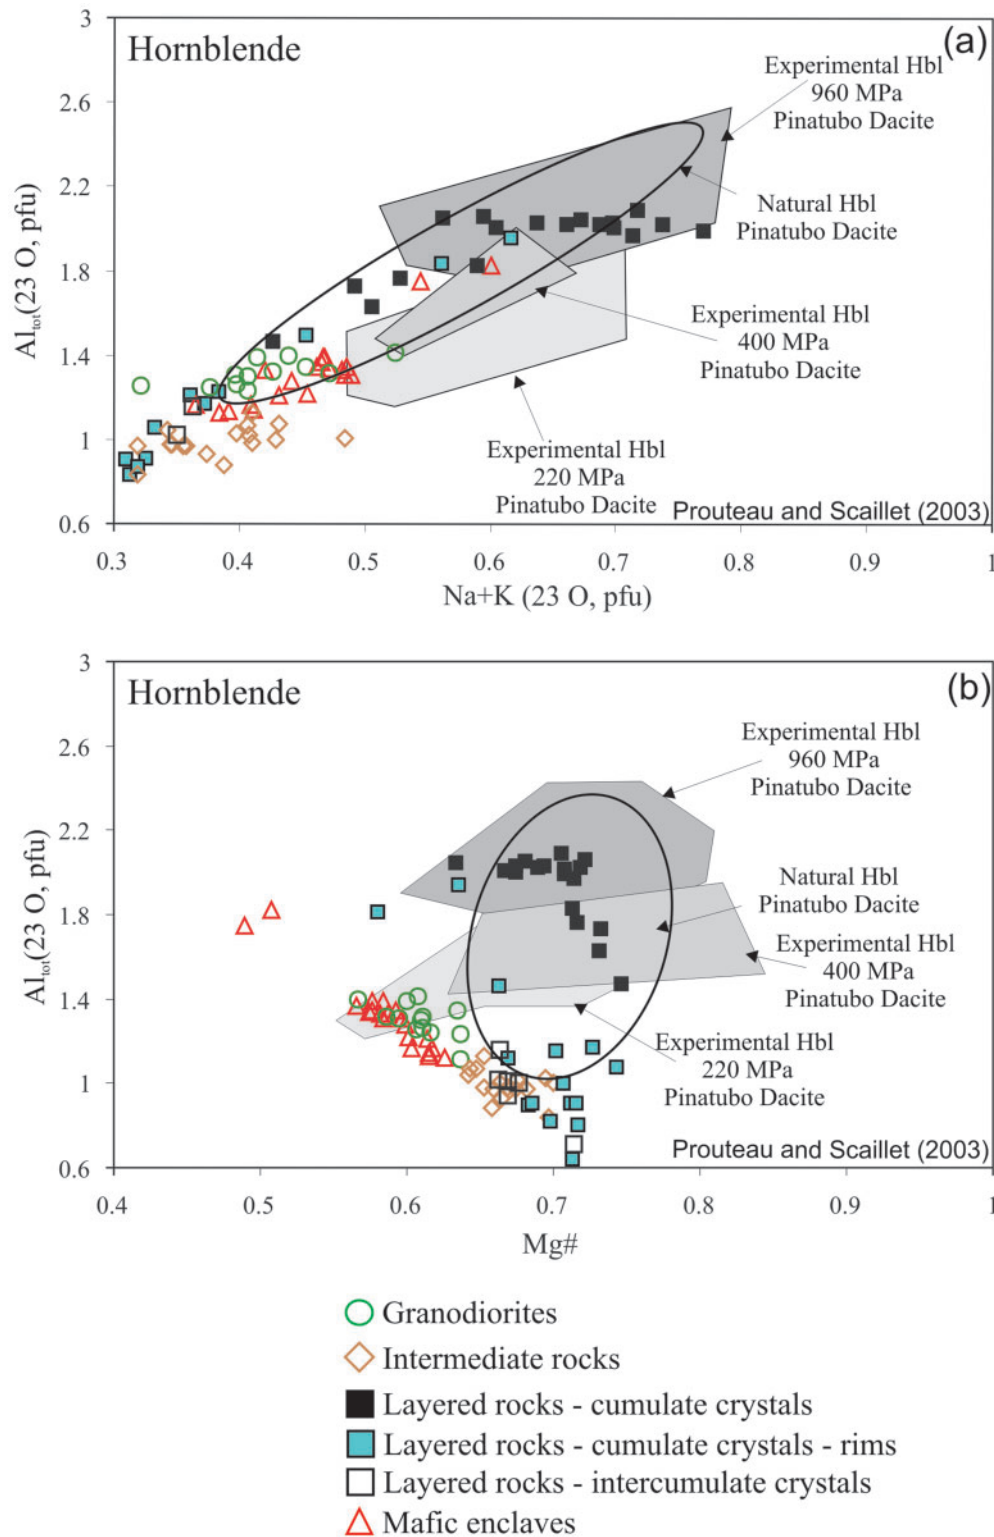 (a)
Hornblende
3
2.6
2.2
1.8
1.4
1
0.6
Al_tot(23 O, pfu)
Experimental Hbl
960 MPa
Pinatubo Dacite
Natural Hbl
Pinatubo Dacite
Experimental Hbl
400 MPa
Pinatubo Dacite
Experimental Hbl
220 MPa
Pinatubo Dacite
Prouteau and Scaillet (2003)
0.3 0.4 0.5 0.6 0.7 0.8 0.9 1
Na+K (23 O, pfu)
(b)
Hornblende
3
2.6
2.2
1.8
1.4
1
0.6
Al_tot(23 O, pfu)
Experimental Hbl
960 MPa
Pinatubo Dacite
Natural Hbl
Pinatubo Dacite
Experimental Hbl
400 MPa
Pinatubo Dacite
Experimental Hbl
220 MPa
Pinatubo Dacite
Prouteau and Scaillet (2003)
0.4 0.5 0.6 0.7 0.8 0.9 1
Mg#
Granodiorites
Intermediate rocks
Layered rocks - cumulate crystals
Layered rocks - cumulate crystals - rims
Layered rocks - intercumulate crystals
Mafic enclaves